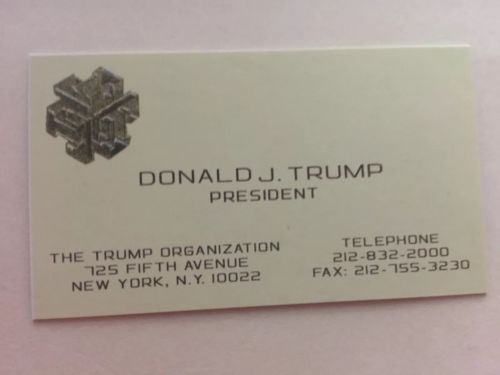 DONALD J. TRUMP
PRESIDENT
THE TRUMP ORGANIZATION
725 FIFTH AVENUE
NEW YORK, N.Y. 10022
TELEPHONE
212-832-2000
FAX: 212-755-3230